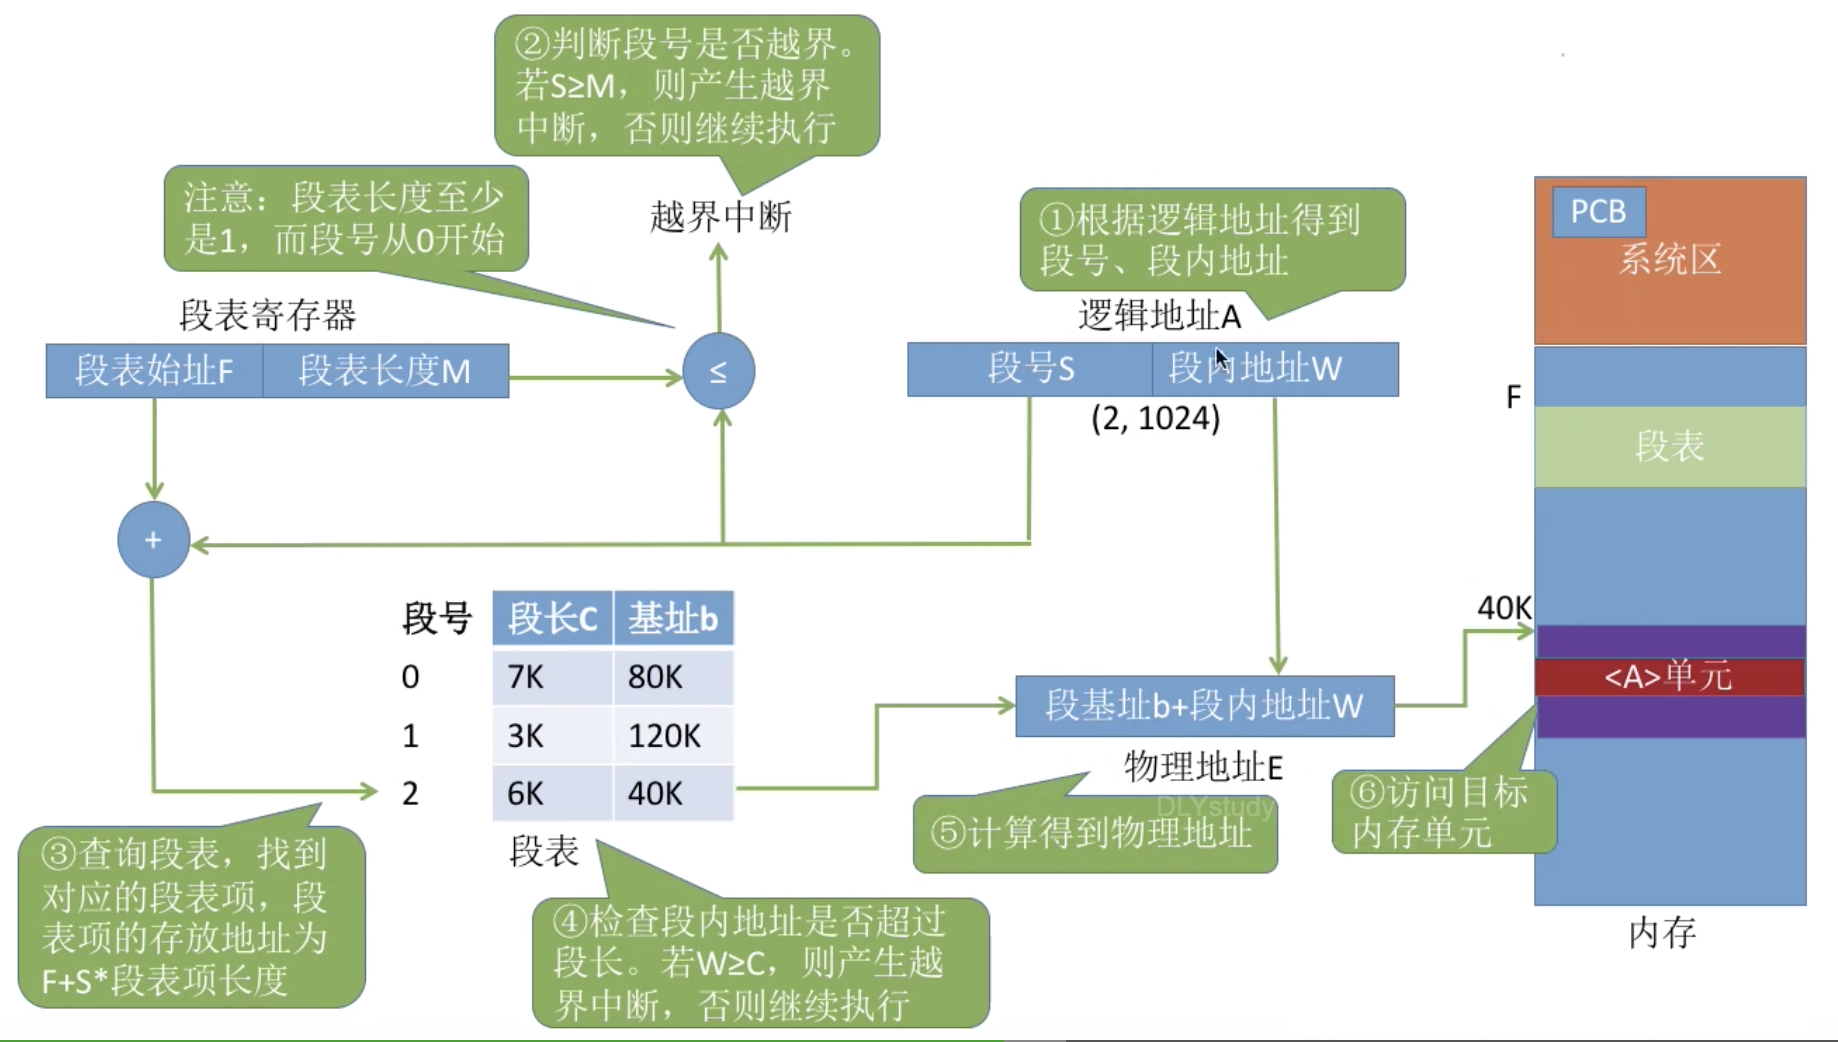 ②判断段号是否越界。
若S≥M，则产生越界
中断，否则继续执行
注意：段表长度至少
是1，而段号从0开始
越界中断
①根据逻辑地址得到
段号、段内地址
PCB
系统区
段表寄存器
逻辑地址A
段表始址F
段表长度M
≤
段号S
段内地址W
(2, 1024)
F
段表
+
段号
段长C
基址b
0
7K
80K
1
3K
120K
2
6K
40K
段表
40K
<A>单元
段基址b+段内地址W
物理地址E
DLYstudy
⑤计算得到物理地址
⑥访问目标
内存单元
③查询段表，找到
对应的段表项，段
表项的存放地址为
F+S*段表项长度
④检查段内地址是否超过
段长。若W≥C，则产生越
界中断，否则继续执行
内存